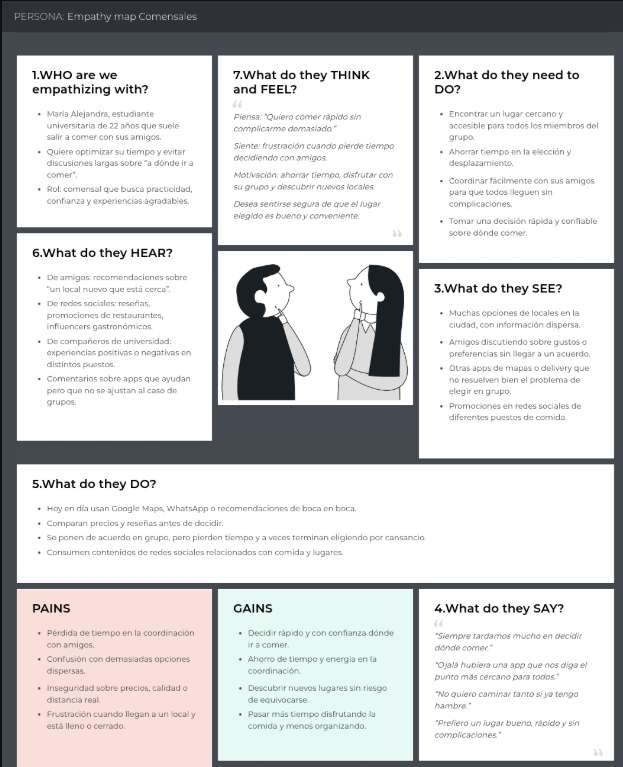 PERSONA: Empathy map Comensales
1.WHO are we
empathizing with?
• María Alejandra, estudiante
universitaria de 22 años que suele
salir a comer con sus amigos.
• Quiere optimizar su tiempo y evitar
discusiones largas sobre "a dónde ir a
comer".
• Rol: comensal que busca practicidad,
confianza y experiencias agradables.
7.What do they THINK
and FEEL?
“
Piensa: "Quiero comer rápido sin
complicarme demasiado."
Siente: frustración cuando pierde tiempo
decidiendo con amigos.
Motivación: ahorrar tiempo, disfrutar con
su grupo y descubrir nuevos locales.
Desea sentirse segura de que el lugar
elegido es bueno y conveniente.
”
2.What do they need to
DO?
• Encontrar un lugar cercano y
accesible para todos los miembros del
grupo.
• Ahorrar tiempo en la elección y
desplazamiento.
• Coordinar fácilmente con sus amigos
para que todos lleguen sin
complicaciones.
• Tomar una decisión rápida y confiable
sobre dónde comer.
6.What do they HEAR?
• De amigos: recomendaciones sobre
"un local nuevo que está cerca".
• De redes sociales: reseñas,
promociones de restaurantes,
influencers gastronómicos.
• De compañeros de universidad:
experiencias positivas o negativas en
distintos puestos.
• Comentarios sobre apps que ayudan
pero que no se ajustan al caso de
grupos.
3.What do they SEE?
• Muchas opciones de locales en la
ciudad, con información dispersa.
• Amigos discutiendo sobre gustos o
preferencias sin llegar a un acuerdo.
• Otras apps de mapas o delivery que
no resuelven bien el problema de
elegir en grupo.
• Promociones en redes sociales de
diferentes puestos de comida.
5.What do they DO?
• Hoy en día usan Google Maps, WhatsApp o recomendaciones de boca en boca.
• Comparan precios y reseñas antes de decidir.
• Se ponen de acuerdo en grupo, pero pierden tiempo y a veces terminan eligiendo por cansancio.
• Consumen contenidos de redes sociales relacionados con comida y lugares.
PAINS
• Pérdida de tiempo en la coordinación
con amigos.
• Confusión con demasiadas opciones
dispersas.
• Inseguridad sobre precios, calidad o
distancia real.
• Frustración cuando llegan a un local y
está lleno o cerrado.
GAINS
• Decidir rápido y con confianza dónde
ir a comer.
• Ahorro de tiempo y energía en la
coordinación.
• Descubrir nuevos lugares sin riesgo
de equivocarse.
• Pasar más tiempo disfrutando la
comida y menos organizando.
4.What do they SAY?
“
"Siempre tardamos mucho en decidir
dónde comer."
"Ojalá hubiera una app que nos diga el
punto más cercano para todos."
"No quiero caminar tanto si ya tengo
hambre."
"Prefiero un lugar bueno, rápido y sin
complicaciones."
”